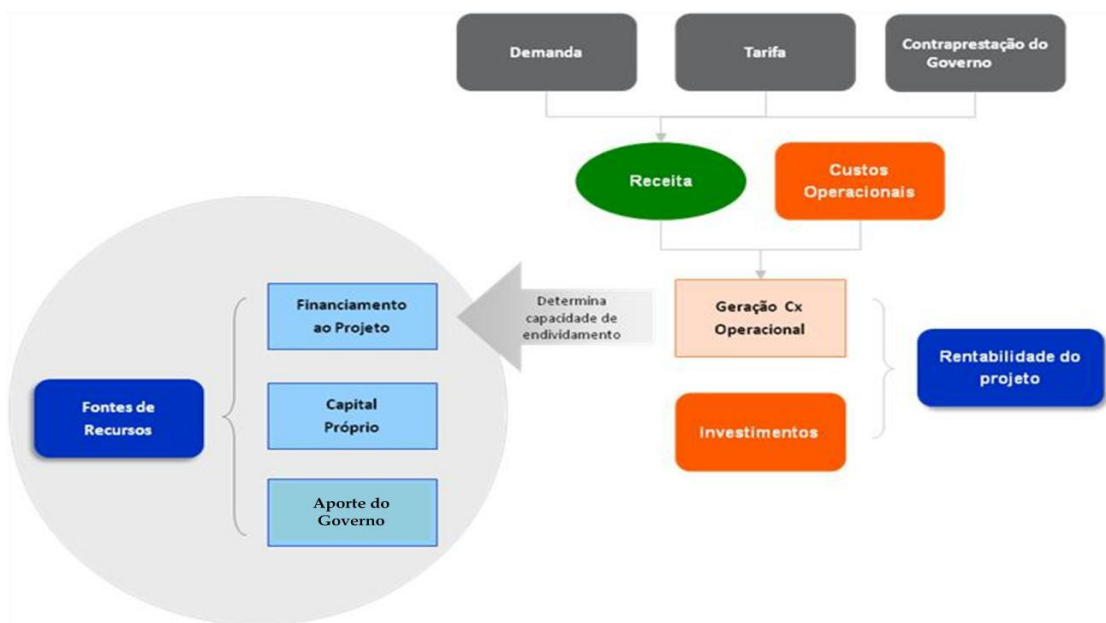 Demanda
Tarifa
Contraprestação do
Governo
Receita
Custos
Operacionais
Determina
capacidade de
endividamento
Geração Cx
Operacional
Rentabilidade do
projeto
Investimentos
Financiamento
ao Projeto
Fontes de
Recursos
Capital
Próprio
Aporte do
Governo